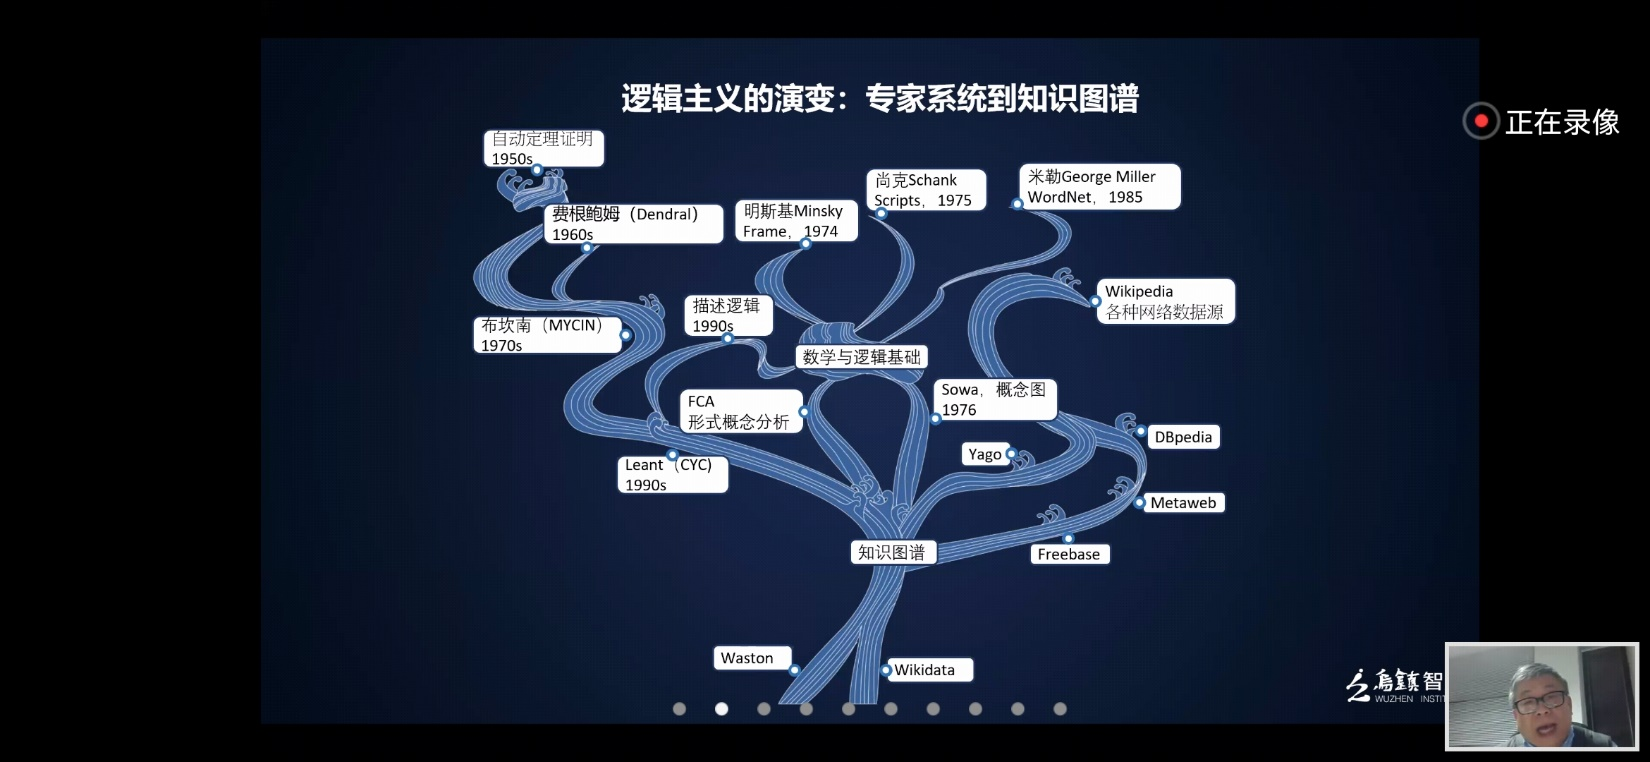 逻辑主义的演变：专家系统到知识图谱
正在录像
自动定理证明
1950s
费根鲍姆（Dendral）
1960s
明斯基Minsky
Frame，1974
尚克Schank
Scripts，1975
米勒George Miller
WordNet，1985
Wikipedia
各种网络数据源
描述逻辑
1990s
布坎南（MYCIN）
1970s
数学与逻辑基础
FCA
形式概念分析
Sowa，概念图
1976
DBpedia
Yago
Leant（CYC)
1990s
Metaweb
知识图谱
Freebase
Waston
Wikidata
乌镇智
WUZHEN INSTI